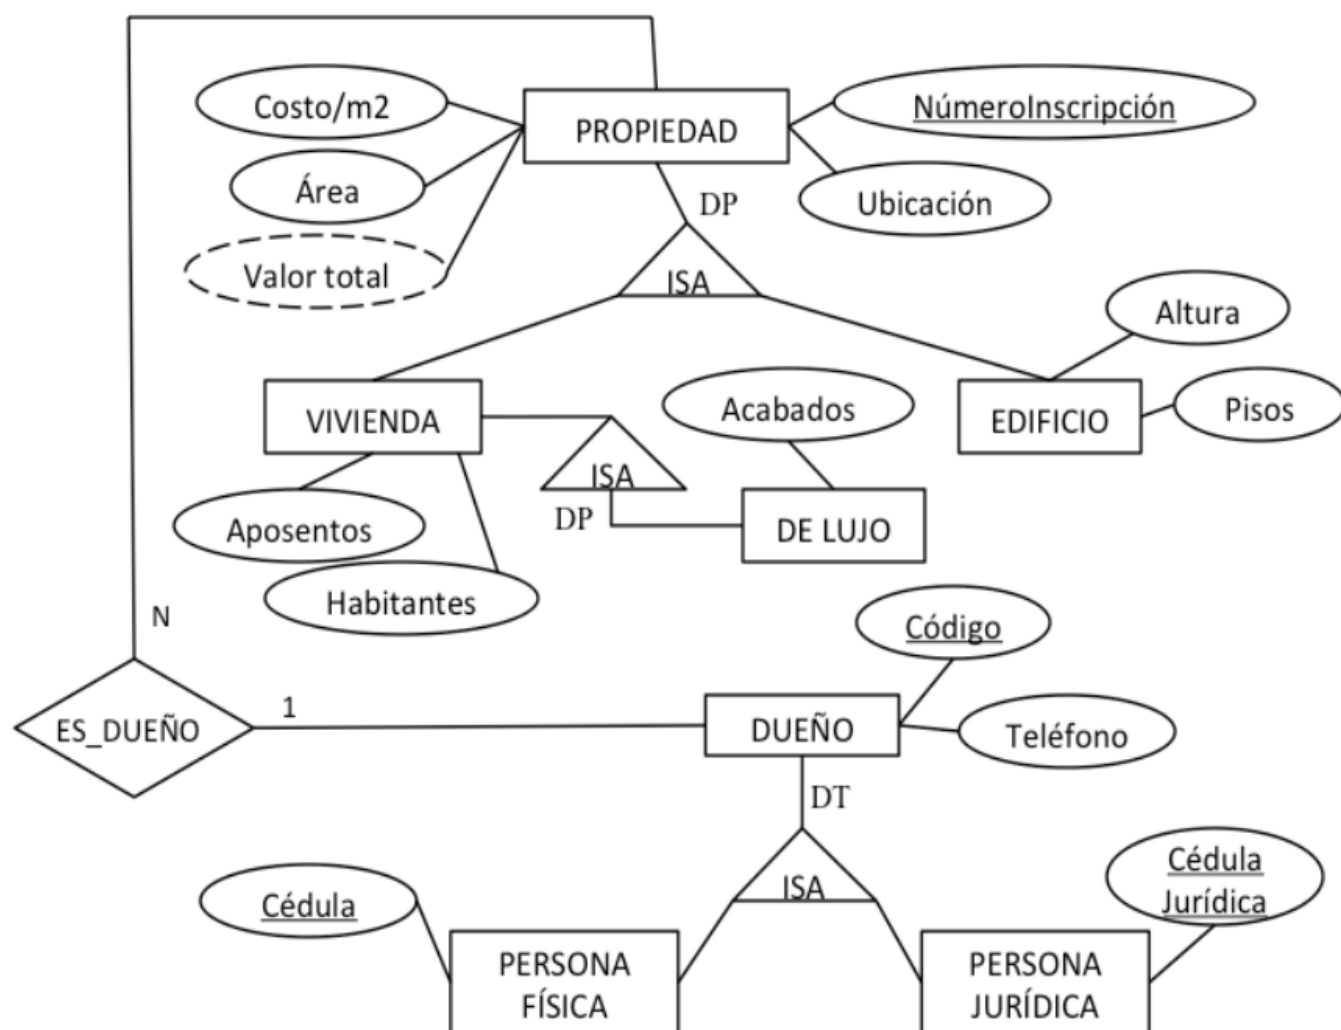 Costo/m2
PROPIEDAD
NúmeroInscripción
Área
DP
Ubicación
Valor total
ISA
Altura
VIVIENDA
Acabados
EDIFICIO
Pisos
ISA
Aposentos
DP
DE LUJO
Habitantes
N
Código
ES_DUEÑO
1
DUEÑO
Teléfono
DT
ISA
Cédula
Cédula
Jurídica
PERSONA
FÍSICA
PERSONA
JURÍDICA